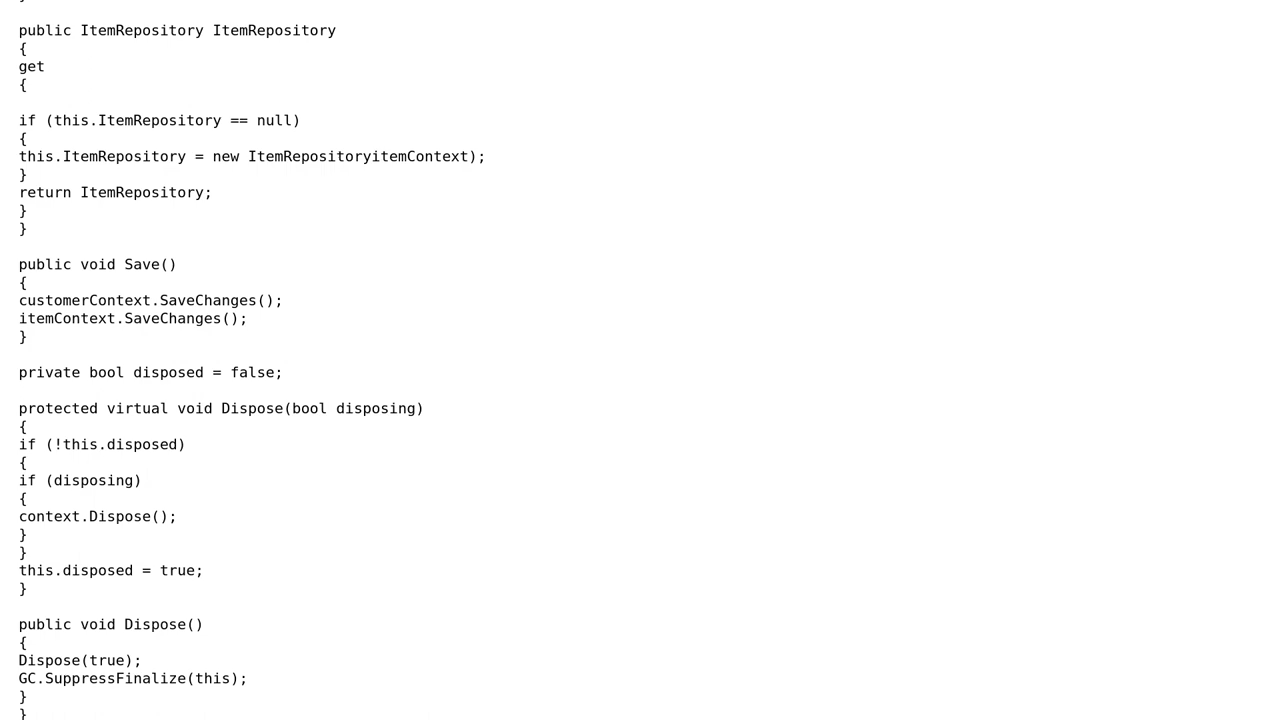 }
public ItemRepository ItemRepository
{
get
{
if (this.ItemRepository == null)
{
this.ItemRepository = new ItemRepositoryitemContext);
}
return ItemRepository;
}
}
public void Save()
{
customerContext.SaveChanges();
itemContext.SaveChanges();
}
private bool disposed = false;
protected virtual void Dispose(bool disposing)
{
if (!this.disposed)
{
if (disposing)
{
context.Dispose();
}
}
this.disposed = true;
}
public void Dispose()
{
Dispose(true);
GC.SuppressFinalize(this);
}
}